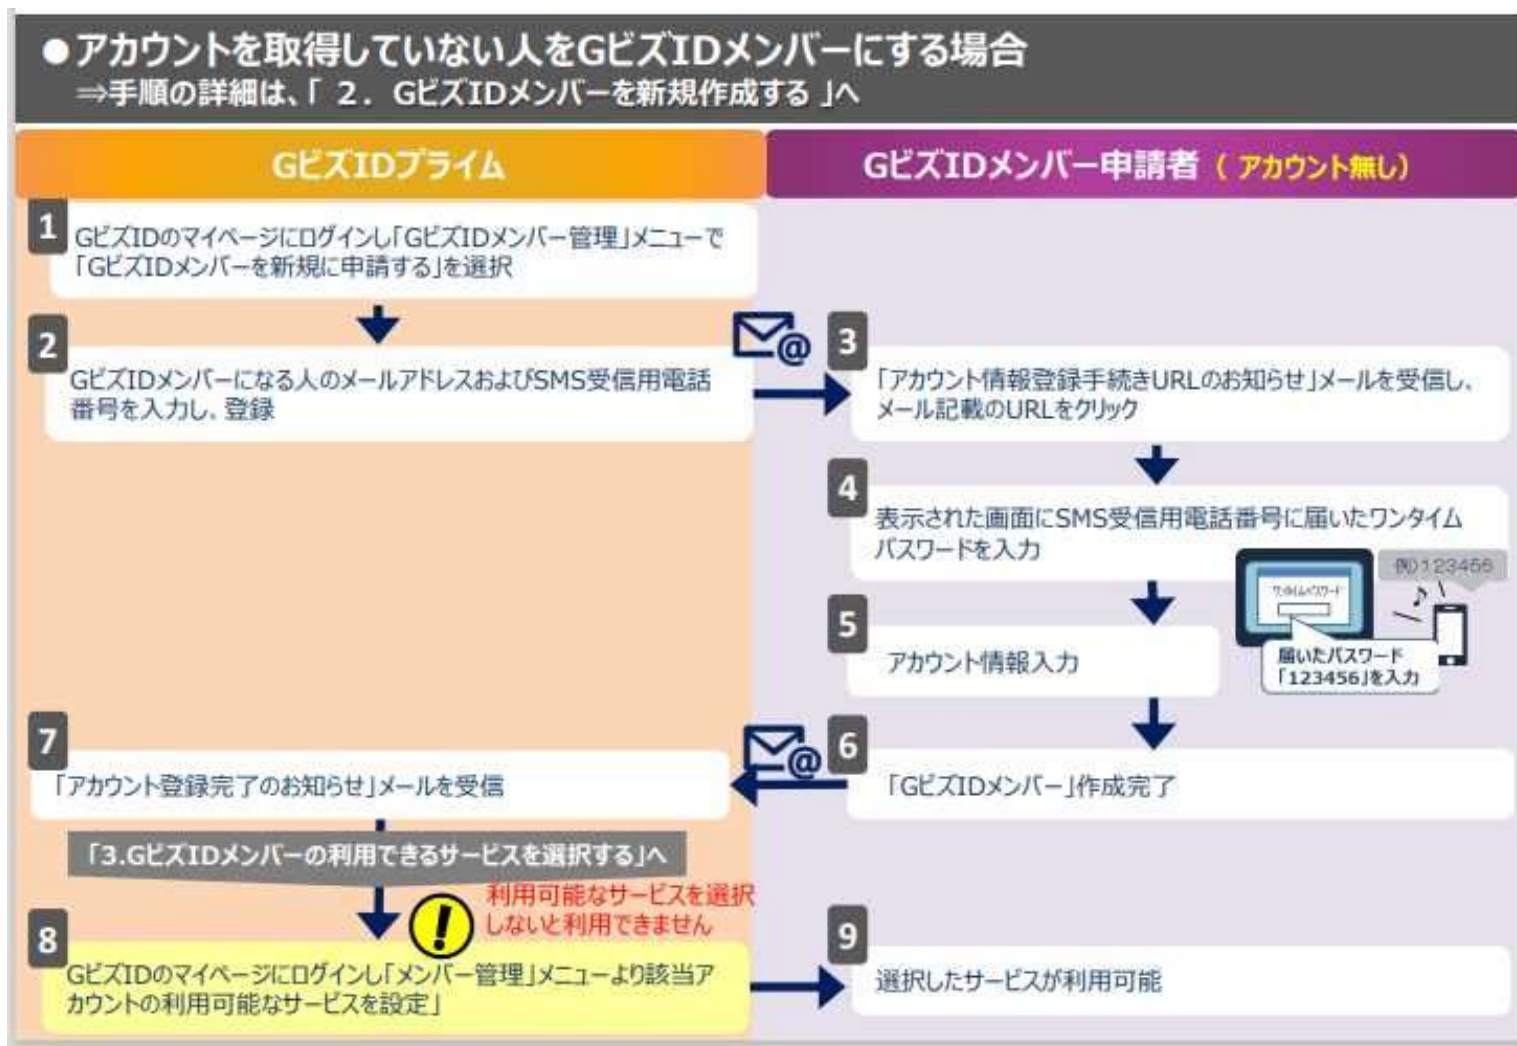 ●アカウントを取得していない人をGビズIDメンバーにする場合
⇒手順の詳細は、「 2．GビズIDメンバーを新規作成する 」へ
GビズIDプライム
GビズIDメンバー申請者（ アカウント無し）
1
GビズIDのマイページにログインし「GビズIDメンバー管理」メニューで
「GビズIDメンバーを新規に申請する」を選択
2
GビズIDメンバーになる人のメールアドレスおよびSMS受信用電話
番号を入力し、登録
3
「アカウント情報登録手続きURLのお知らせ」メールを受信し、
メール記載のURLをクリック
4
表示された画面にSMS受信用電話番号に届いたワンタイム
パスワードを入力
例)123456
ワンタイムパスワード
届いたパスワード
「123456」を入力
5
アカウント情報入力
6
「GビズIDメンバー」作成完了
7
「アカウント登録完了のお知らせ」メールを受信
「3.GビズIDメンバーの利用できるサービスを選択する」へ
利用可能なサービスを選択
しないと利用できません
8
GビズIDのマイページにログインし「メンバー管理」メニューより該当ア
カウントの利用可能なサービスを設定」
9
選択したサービスが利用可能